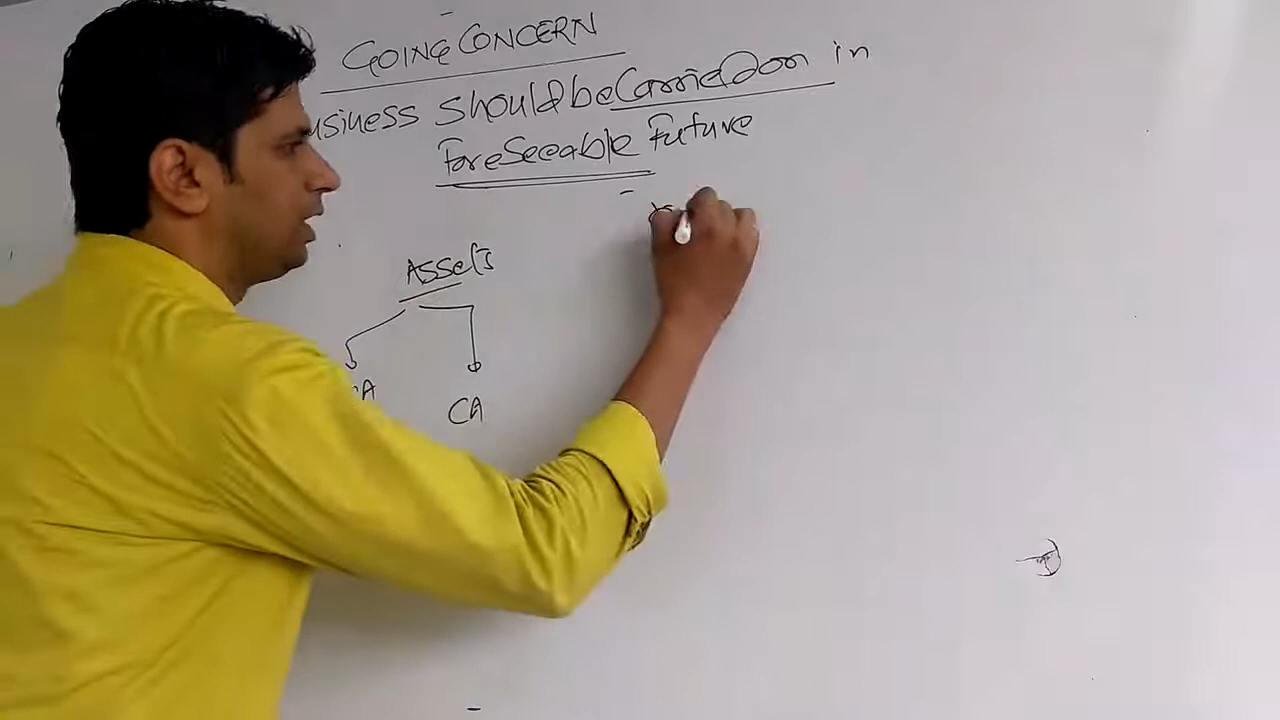 GOING CONCERN
usiness should be Carried on in
foreseeable future
Assets
A
CA